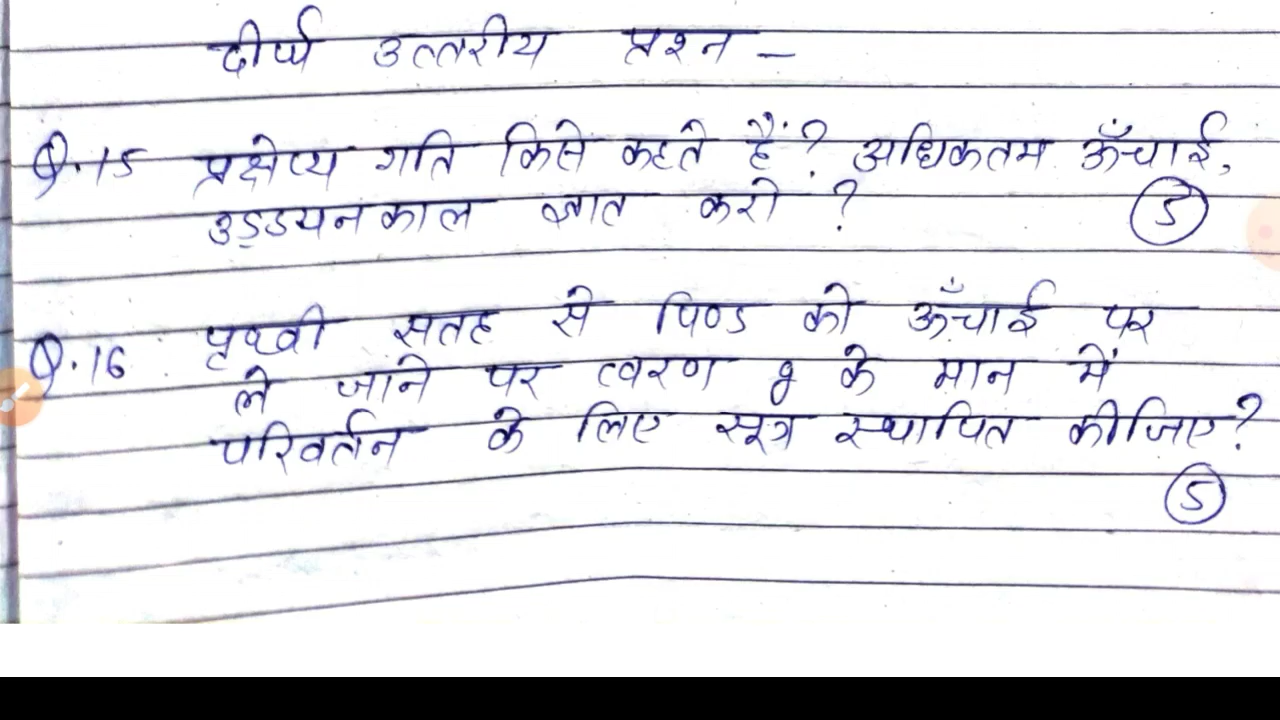 दीर्घ उत्तरीय प्रश्न –
Q.15 प्रक्षेप्य गति किसे कहते हैं? अधिकतम ऊँचाई,
उड्डयनकाल ज्ञात करो ?
5
Q.16 पृथ्वी सतह से पिण्ड को ऊँचाई पर
ले जाने पर त्वरण g के मान में
परिवर्तन के लिए सूत्र स्थापित कीजिए?
5